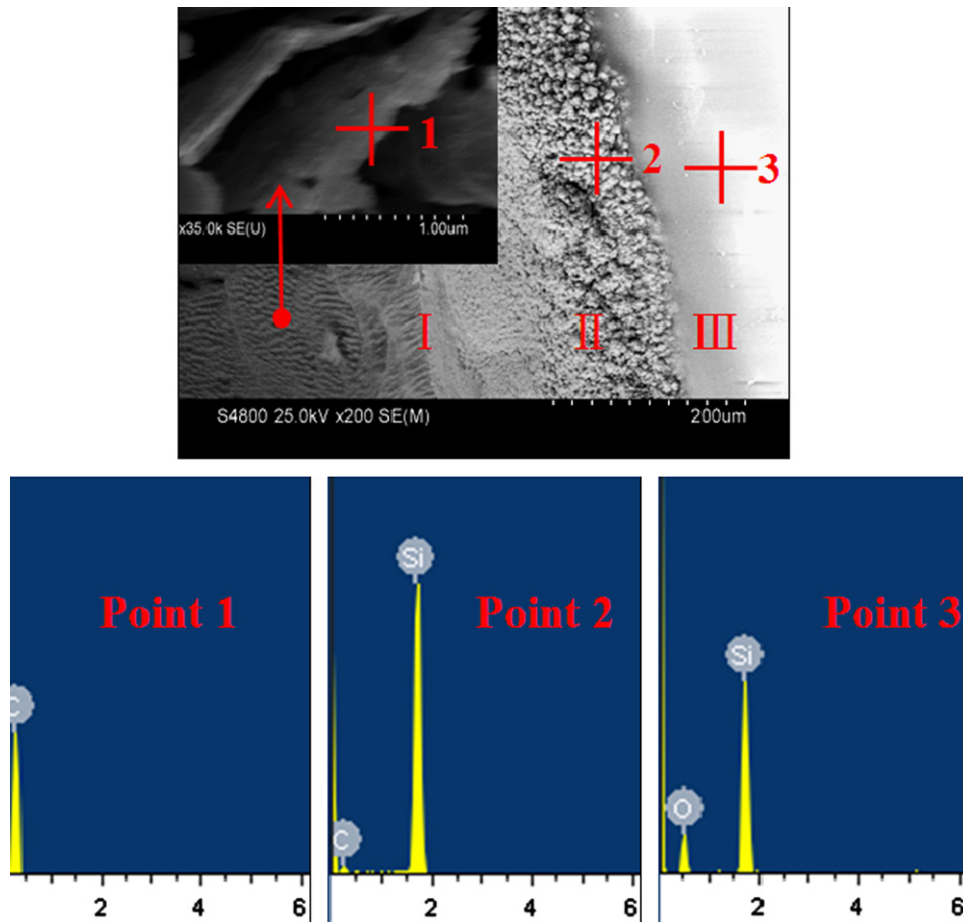 1
2
3
x35.0k SE(U) 1.00um
I II III
S4800 25.0kV x200 SE(M) 200um
Point 1
C
2 4 6
Point 2
Si
C
2 4 6
Point 3
Si
O
2 4 6